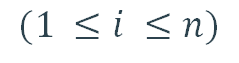 (1 ≤ i ≤ n)